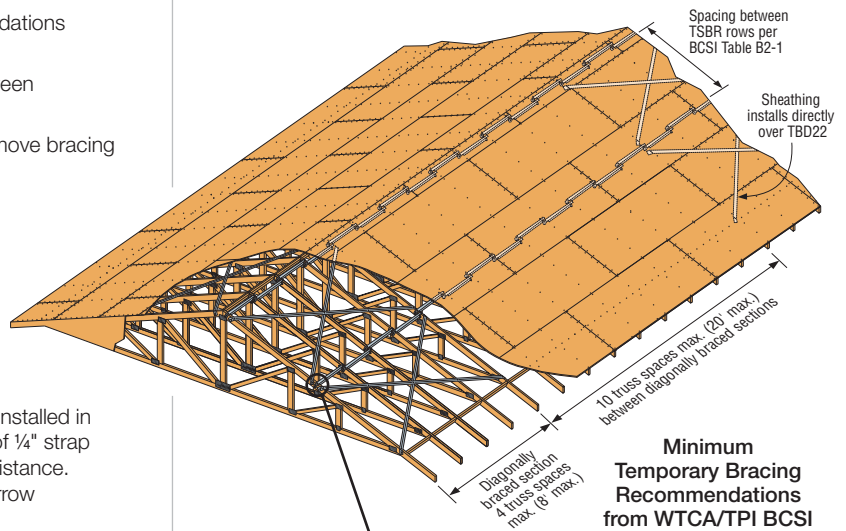 dations
een
nove bracing
nstalled in
of ¼" strap
istance.
rrow
Spacing between
TSBR rows per
BCSI Table B2-1
Sheathing
installs directly
over TBD22
10 truss spaces max. (20' max.)
between diagonally braced sections
Diagonally
braced section
4 truss spaces
max. (8' max.)
Minimum
Temporary Bracing
Recommendations
from WTCA/TPI BCSI